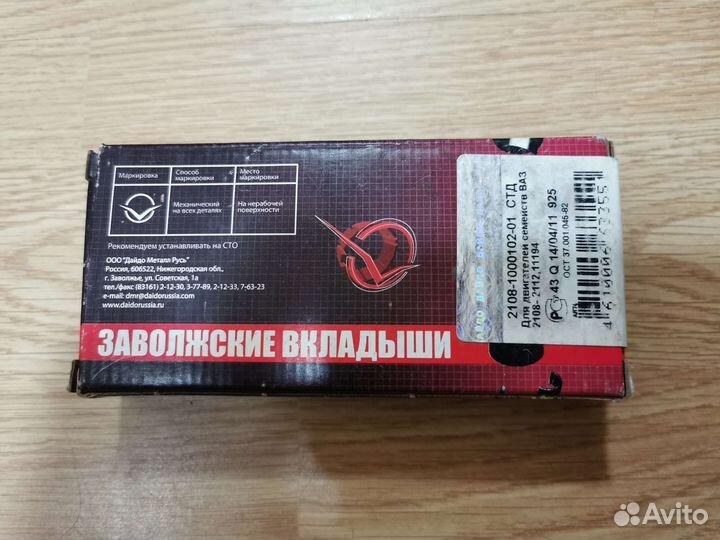 Маркировка
Способ
маркировки
Место
маркировки
Механический
на всех деталях
На нерабочей
поверхности
Рекомендуем устанавливать на СТО
ООО "Дайдо Металл Русь"
Россия, 606522, Нижегородская обл.,
г. Заволжье, ул. Советская, 1а
тел./факс (83161) 2-12-30, 3-77-89, 2-12-33, 7-63-23
e-mail: dmr@daidorussia.com
www.daidorussia.ru
ЗАВОЛЖСКИЕ ВКЛАДЫШИ
2108-1000102-01 СТД
Для двигателей семейств ВАЗ
2108- 2112,11194
43 Q 14/04/11 925
ОСТ 37.001.046-82
Avito